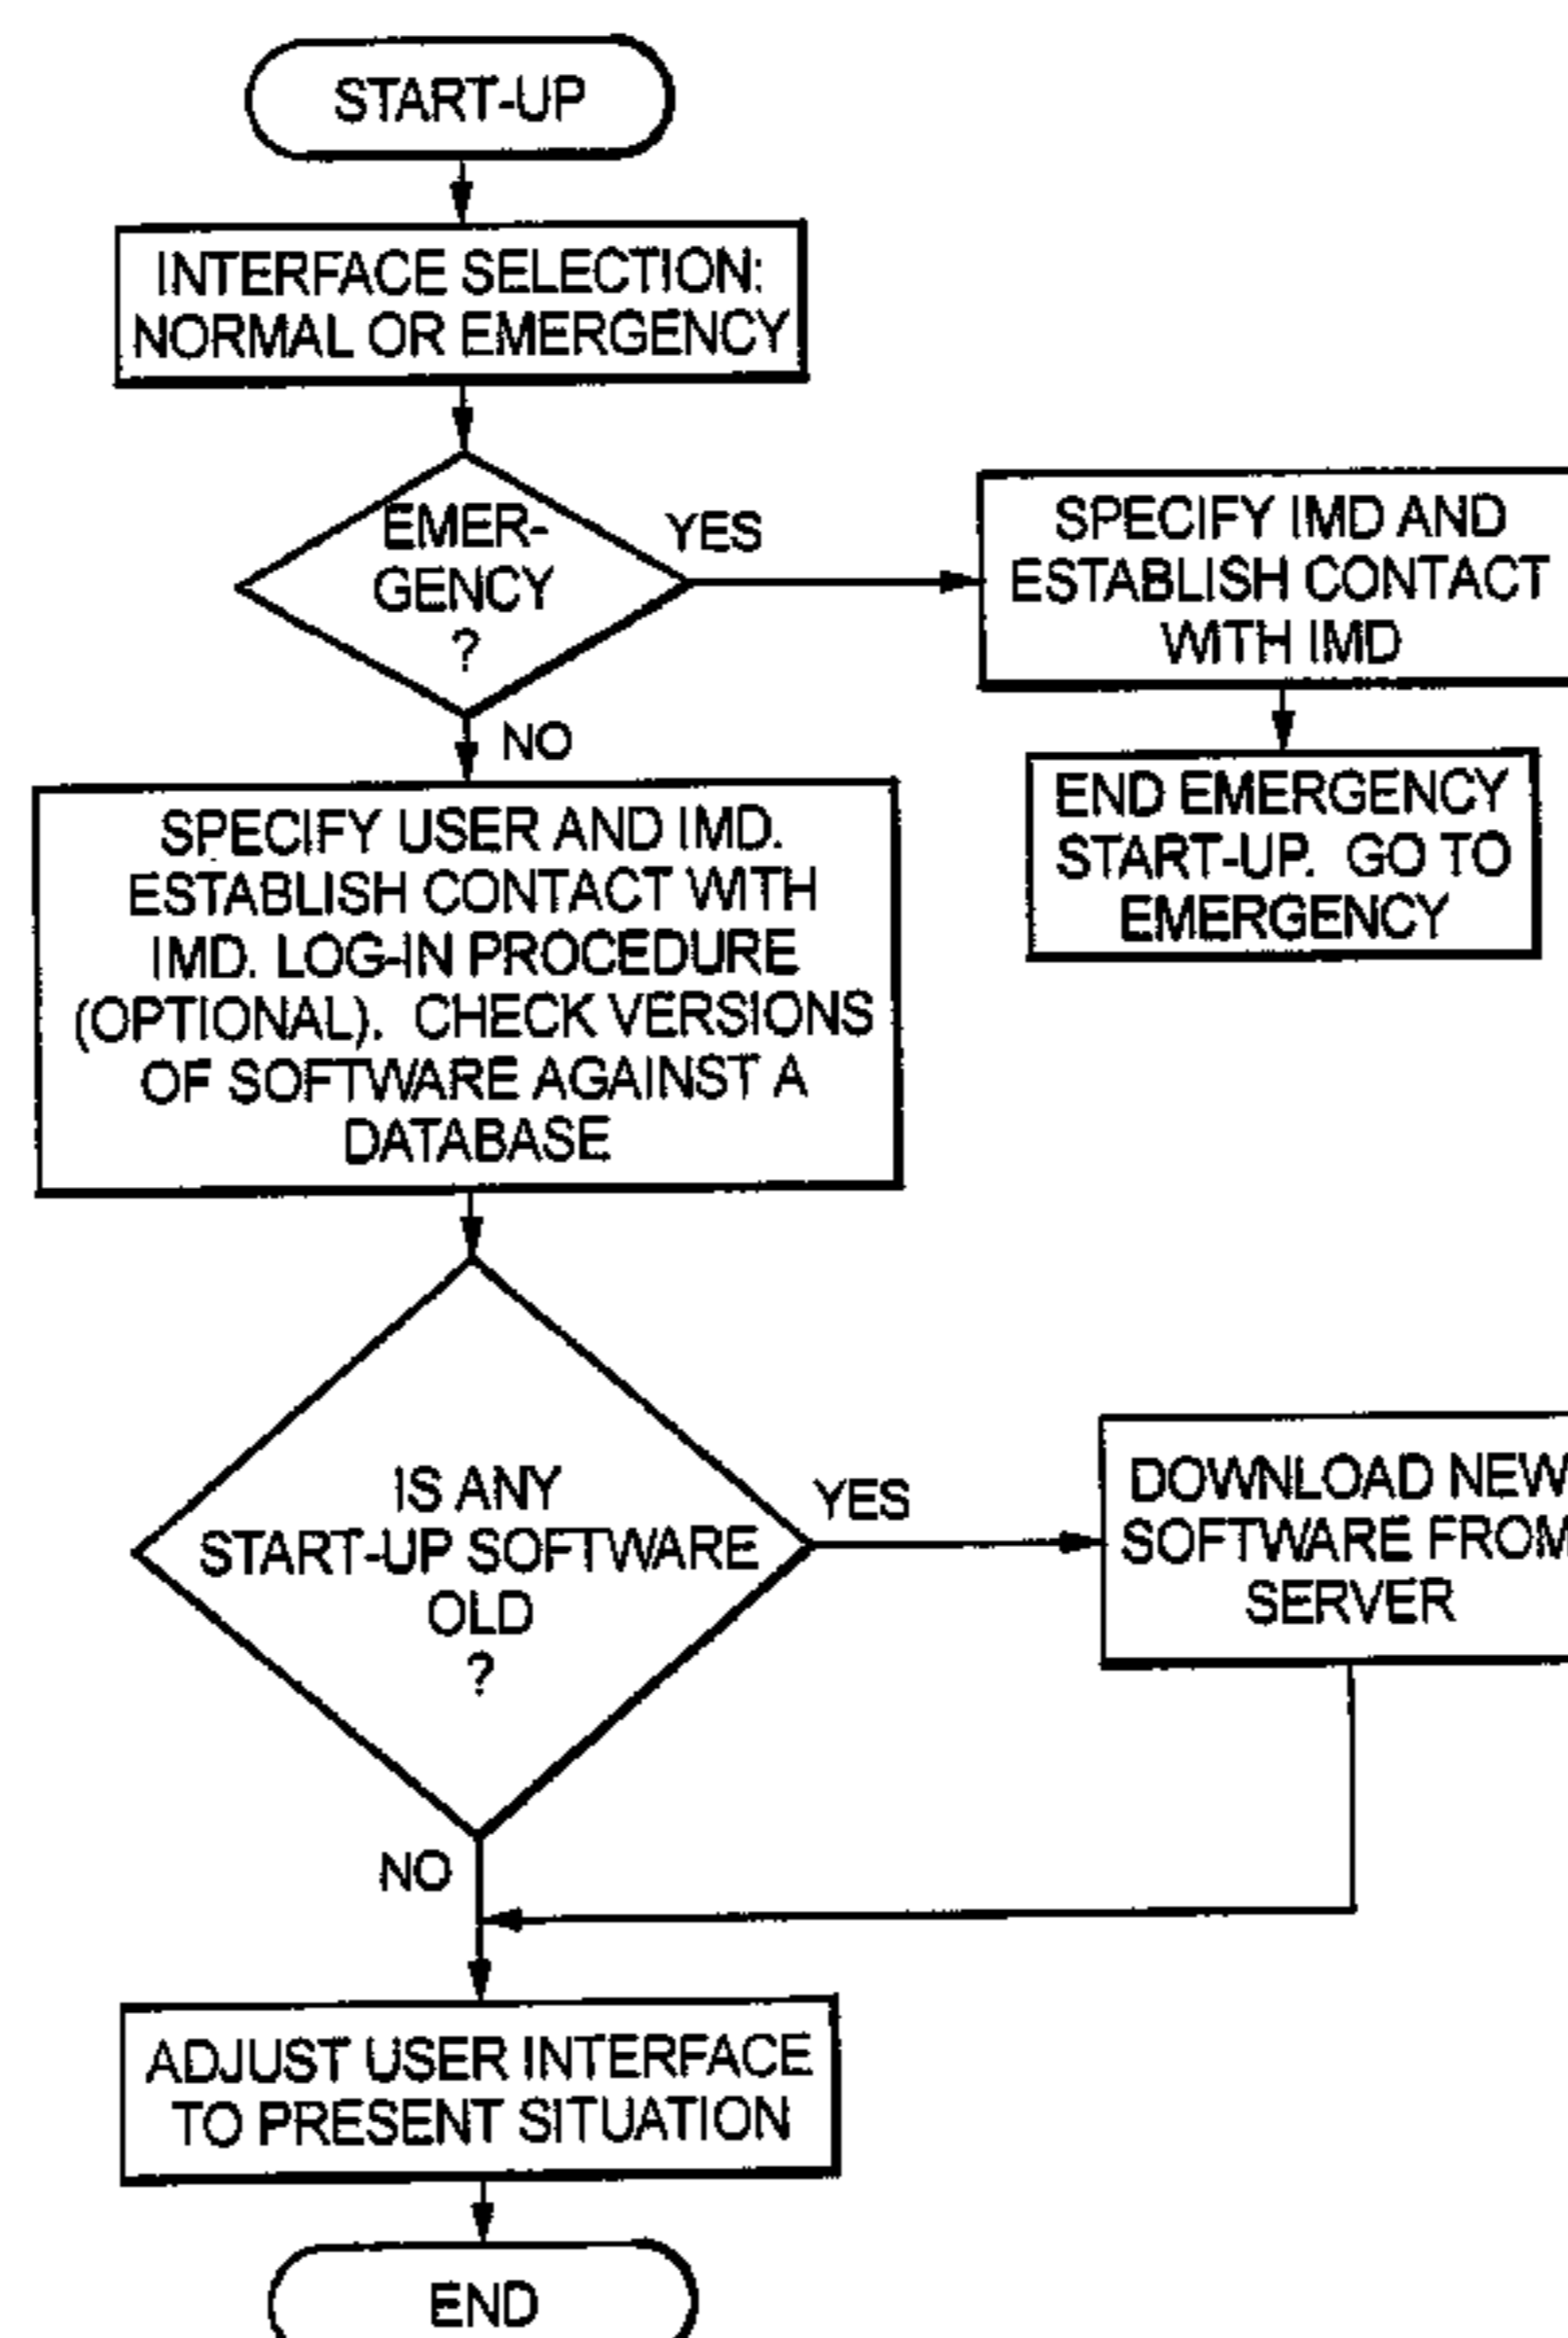 START-UP
INTERFACE SELECTION:
NORMAL OR EMERGENCY
EMER-
GENCY
?
YES
SPECIFY IMD AND
ESTABLISH CONTACT
WITH IMD
END EMERGENCY
START-UP. GO TO
EMERGENCY
NO
SPECIFY USER AND IMD.
ESTABLISH CONTACT WITH
IMD. LOG-IN PROCEDURE
(OPTIONAL). CHECK VERSIONS
OF SOFTWARE AGAINST A
DATABASE
IS ANY
START-UP SOFTWARE
OLD
?
YES
DOWNLOAD NEW
SOFTWARE FROM
SERVER
NO
ADJUST USER INTERFACE
TO PRESENT SITUATION
END